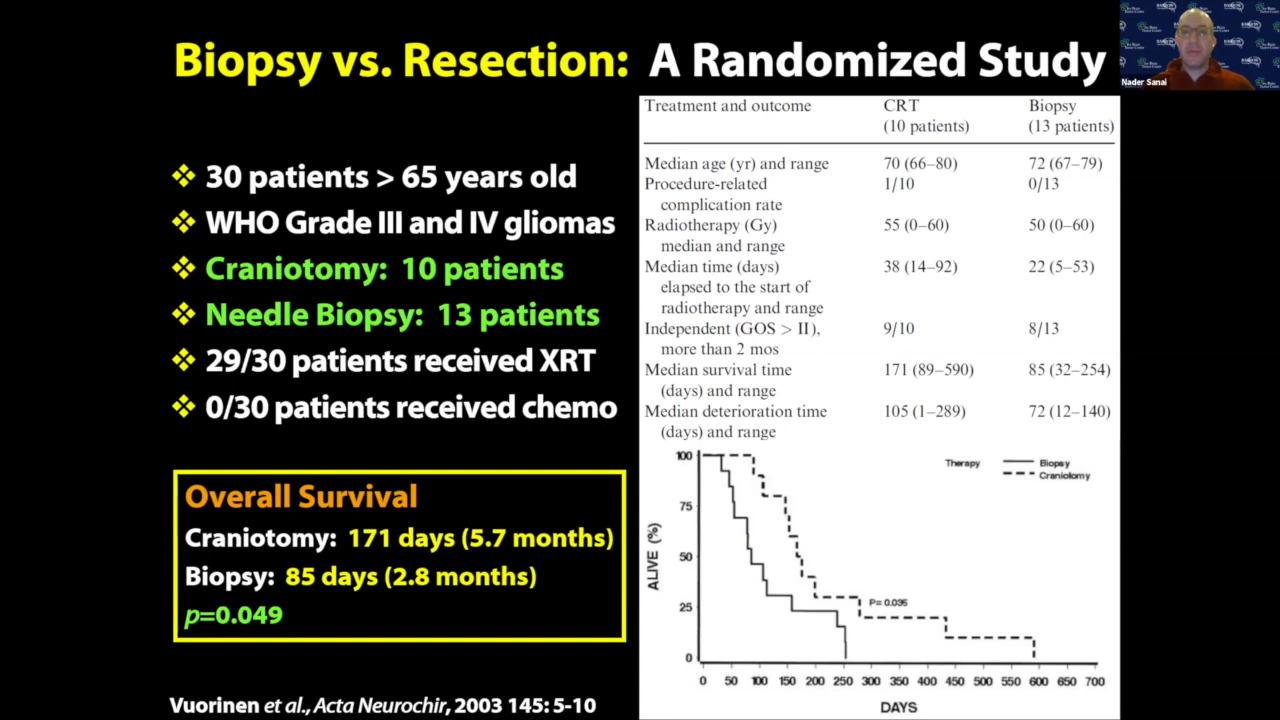 Biopsy vs. Resection: A Randomized Study
Nader Sanai
❖ 30 patients > 65 years old
❖ WHO Grade III and IV gliomas
❖ Craniotomy: 10 patients
❖ Needle Biopsy: 13 patients
❖ 29/30 patients received XRT
❖ 0/30 patients received chemo
Overall Survival
Craniotomy: 171 days (5.7 months)
Biopsy: 85 days (2.8 months)
p=0.049
Vuorinen et al., Acta Neurochir, 2003 145: 5-10
Treatment and outcome CRT Biopsy
(10 patients) (13 patients)
Median age (yr) and range 70 (66–80) 72 (67–79)
Procedure-related 1/10 0/13
complication rate
Radiotherapy (Gy) 55 (0–60) 50 (0–60)
median and range
Median time (days) 38 (14–92) 22 (5–53)
elapsed to the start of
radiotherapy and range
Independent (GOS > II), 9/10 8/13
more than 2 mos
Median survival time 171 (89–590) 85 (32–254)
(days) and range
Median deterioration time 105 (1–289) 72 (12–140)
(days) and range
Therapy Biopsy
Craniotomy
ALIVE (%)
100
75
50
25
0
P= 0.035
0 50 100 150 200 250 300 350 400 450 500 550 600 650 700
DAYS